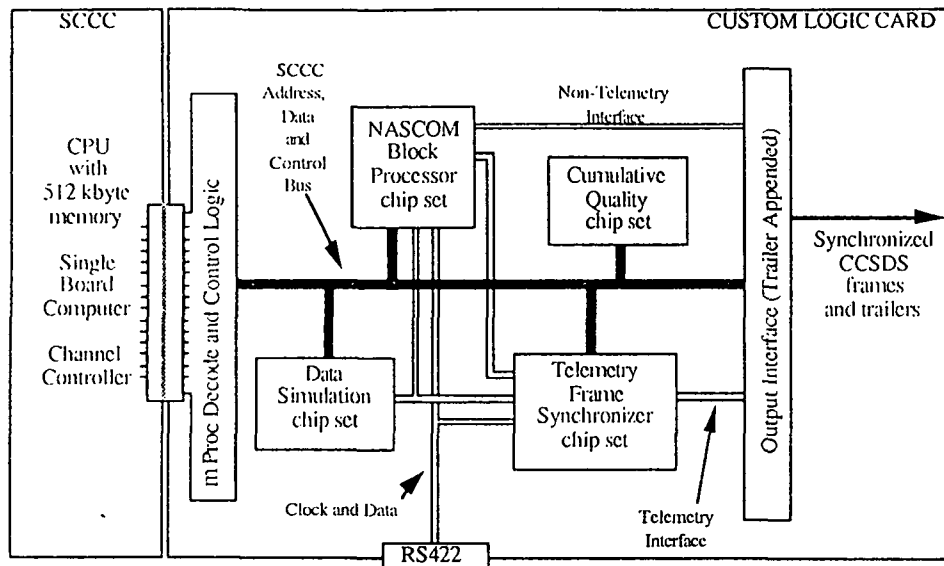 SCCC
CUSTOM LOGIC CARD
SCCC
Address,
Data
and
Control
Bus
NASCOM
Block
Processor
chip set
Non-Telemetry
Interface
Cumulative
Quality
chip set
CPU
with
512 kbyte
memory
Single
Board
Computer
Channel
Controller
m Proc Decode and Control Logic
Data
Simulation
chip set
Telemetry
Frame
Synchronizer
chip set
Output Interface (Trailer Appended)
Synchronized
CCSDS
frames
and trailers
Clock and Data
Telemetry
Interface
RS422